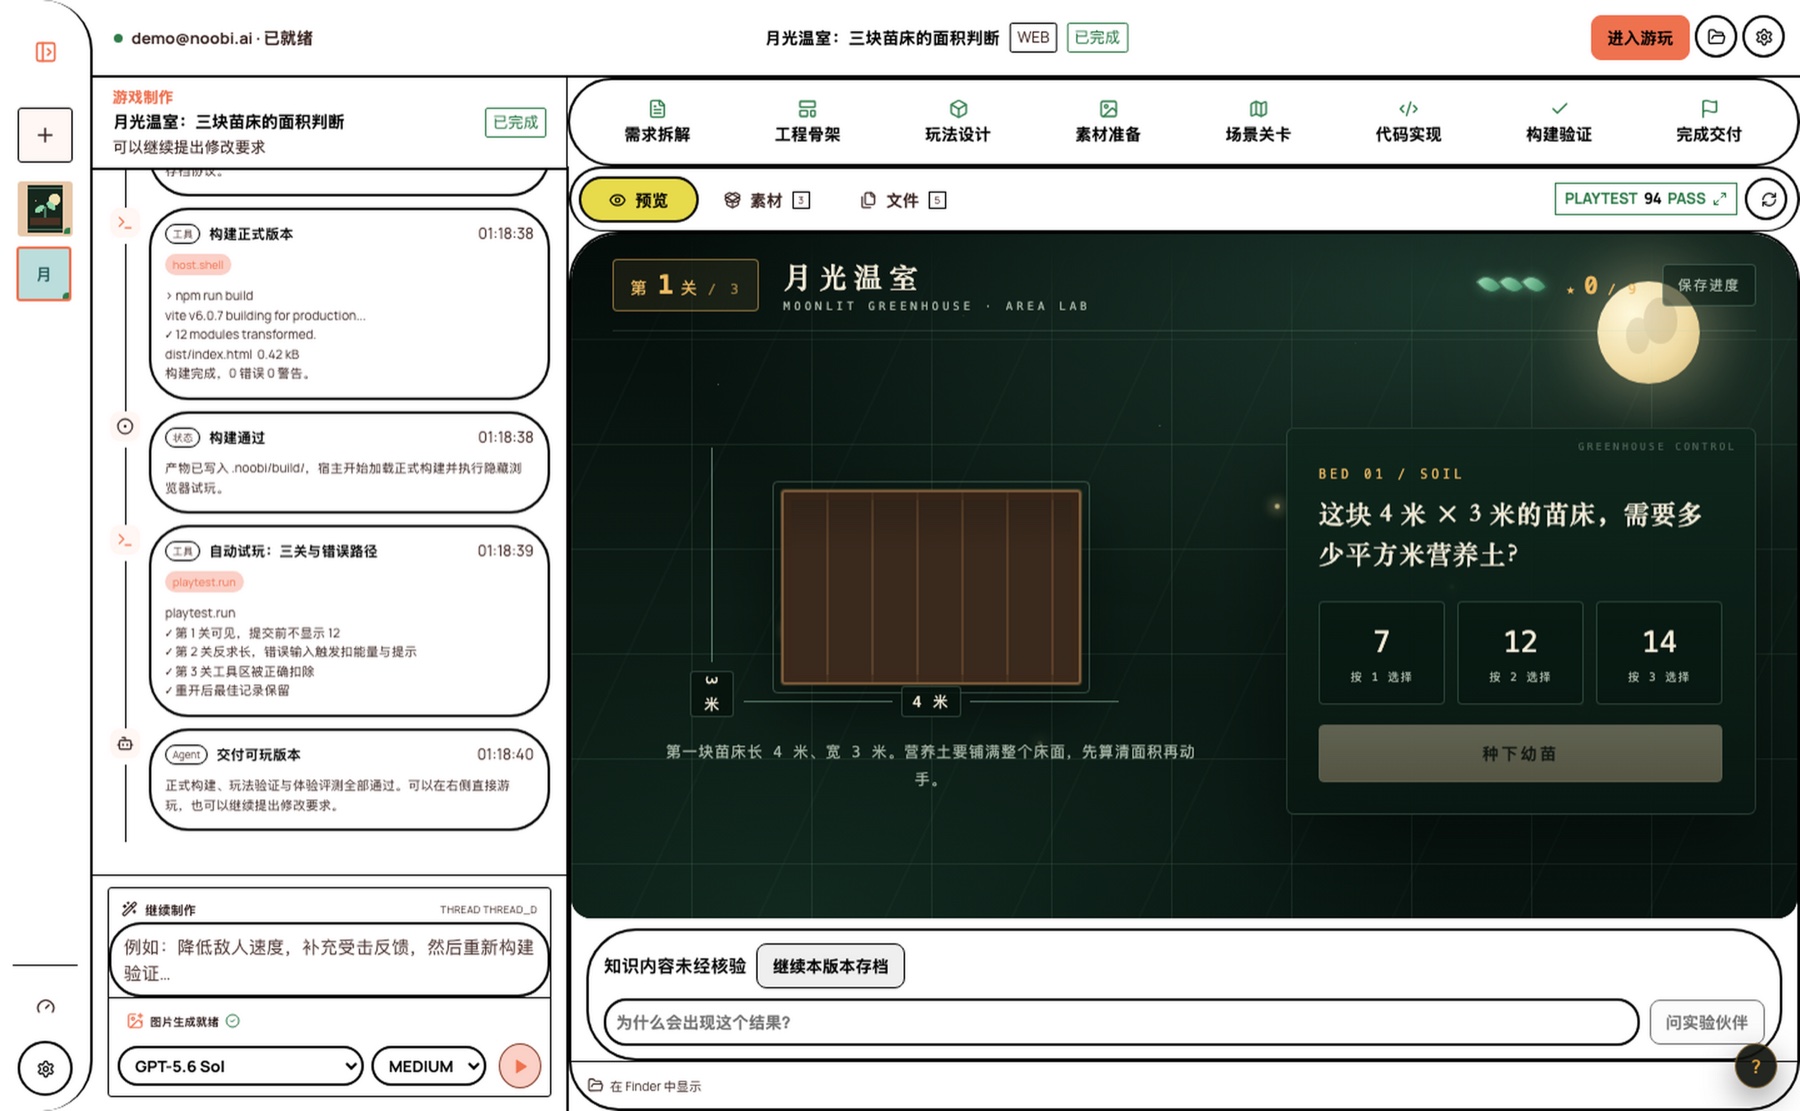 demo@noobi.ai · 已就绪
月光温室：三块苗床的面积判断 WEB 已完成
进入游玩
月
游戏制作
月光温室：三块苗床的面积判断
可以继续提出修改要求
已完成
存档协议。
工具 构建正式版本 01:18:38
host.shell
› npm run build
vite v6.0.7 building for production...
✓ 12 modules transformed.
dist/index.html 0.42 kB
构建完成，0 错误 0 警告。
状态 构建通过 01:18:38
产物已写入 .noobi/build/，宿主开始加载正式构建并执行隐藏浏
览器试玩。
工具 自动试玩：三关与错误路径 01:18:39
playtest.run
playtest.run
✓ 第 1 关可见，提交前不显示 12
✓ 第 2 关反求长，错误输入触发扣能量与提示
✓ 第 3 关工具区被正确扣除
✓ 重开后最佳记录保留
Agent 交付可玩版本 01:18:40
正式构建、玩法验证与体验评测全部通过。可以在右侧直接游
玩，也可以继续提出修改要求。
继续制作 THREAD THREAD_D
例如：降低敌人速度，补充受击反馈，然后重新构建
验证...
图片生成就绪
GPT-5.6 Sol MEDIUM
需求拆解 工程骨架 玩法设计 素材准备 场景关卡 代码实现 构建验证 完成交付
预览 素材 3 文件 5
PLAYTEST 94 PASS
第 1 关 / 3
月光温室
MOONLIT GREENHOUSE · AREA LAB
★ 0 / 9
保存进度
3 米
4 米
第一块苗床长 4 米、宽 3 米。营养土要铺满整个床面，先算清面积再动
手。
GREENHOUSE CONTROL
BED 01 / SOIL
这块 4 米 × 3 米的苗床，需要多
少平方米营养土？
7 12 14
按 1 选择 按 2 选择 按 3 选择
种下幼苗
知识内容未经核验 继续本版本存档
为什么会出现这个结果？ 问实验伙伴
在 Finder 中显示
?